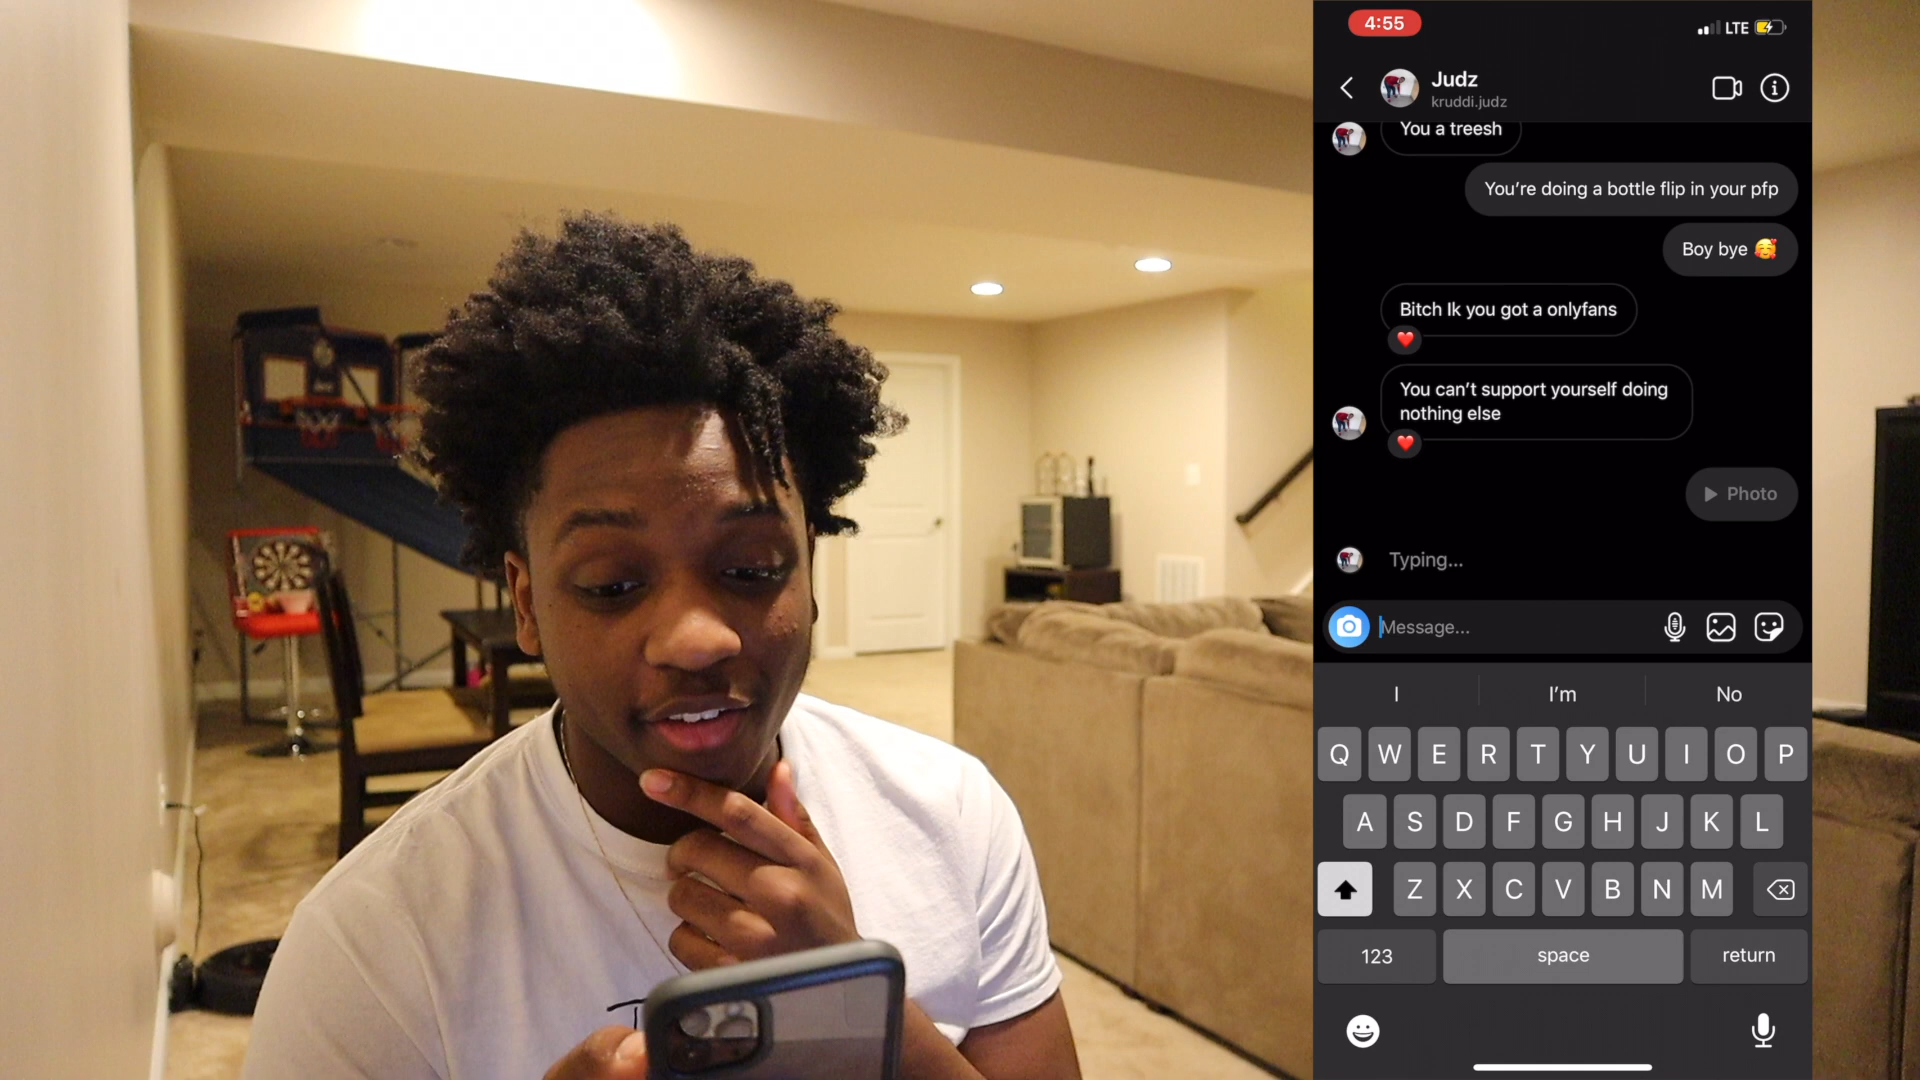 4:55
LTE
Judz
kruddi.judz
You a treesh
You’re doing a bottle flip in your pfp
Boy bye 🥰
Bitch Ik you got a onlyfans
You can’t support yourself doing
nothing else
Photo
Typing...
Message...
I I’m No
Q W E R T Y U I O P
A S D F G H J K L
Z X C V B N M
123 space return